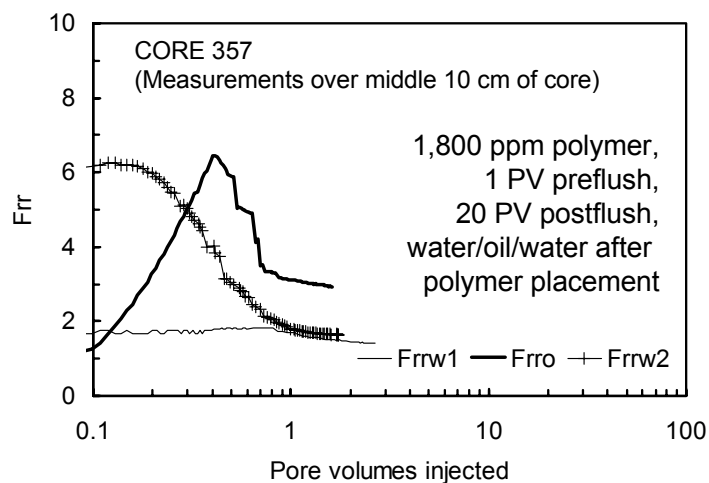 10
8
6
4
2
0
Frr
CORE 357
(Measurements over middle 10 cm of core)
1,800 ppm polymer,
1 PV preflush,
20 PV postflush,
water/oil/water after
polymer placement
Frrw1 Frro Frrw2
0.1 1 10 100
Pore volumes injected